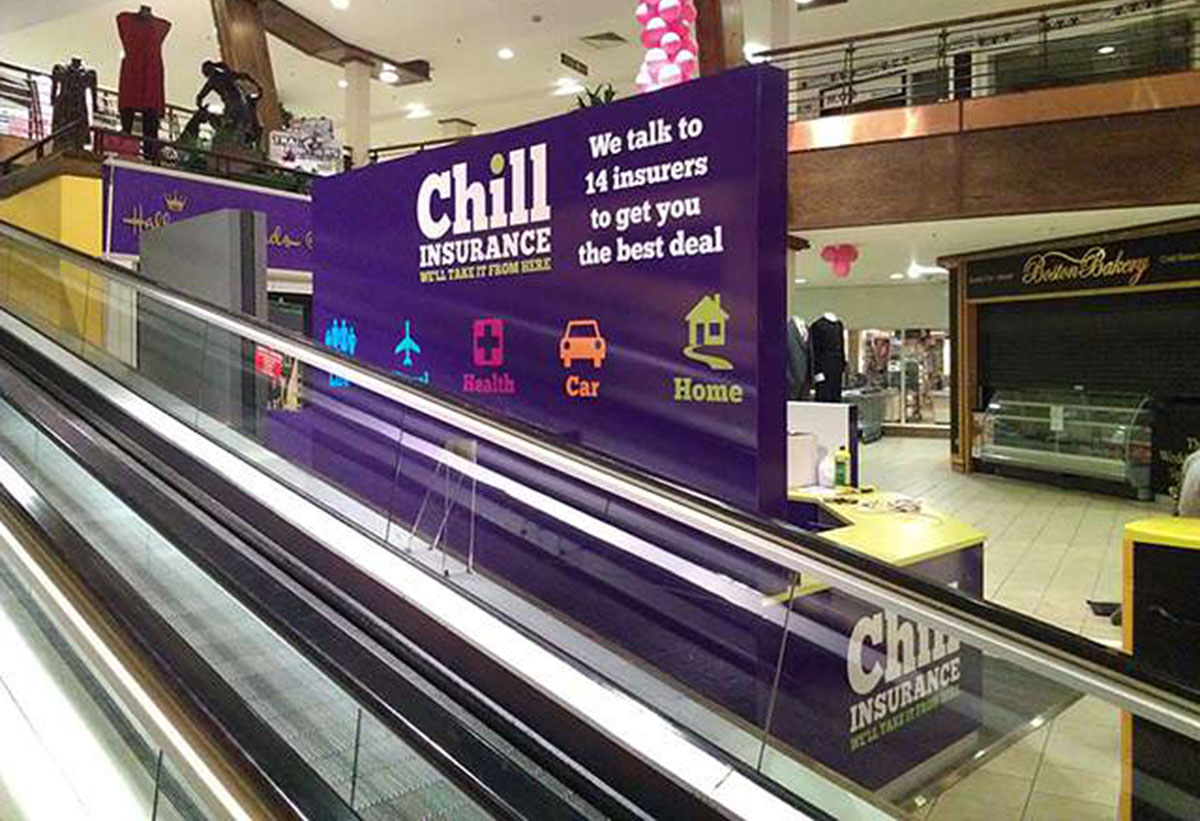 Chill
INSURANCE
WE'LL TAKE IT FROM HERE
We talk to
14 insurers
to get you
the best deal
Health
Car
Home
Boston Bakery
Chill
INSURANCE
WE'LL TAKE IT FROM HERE